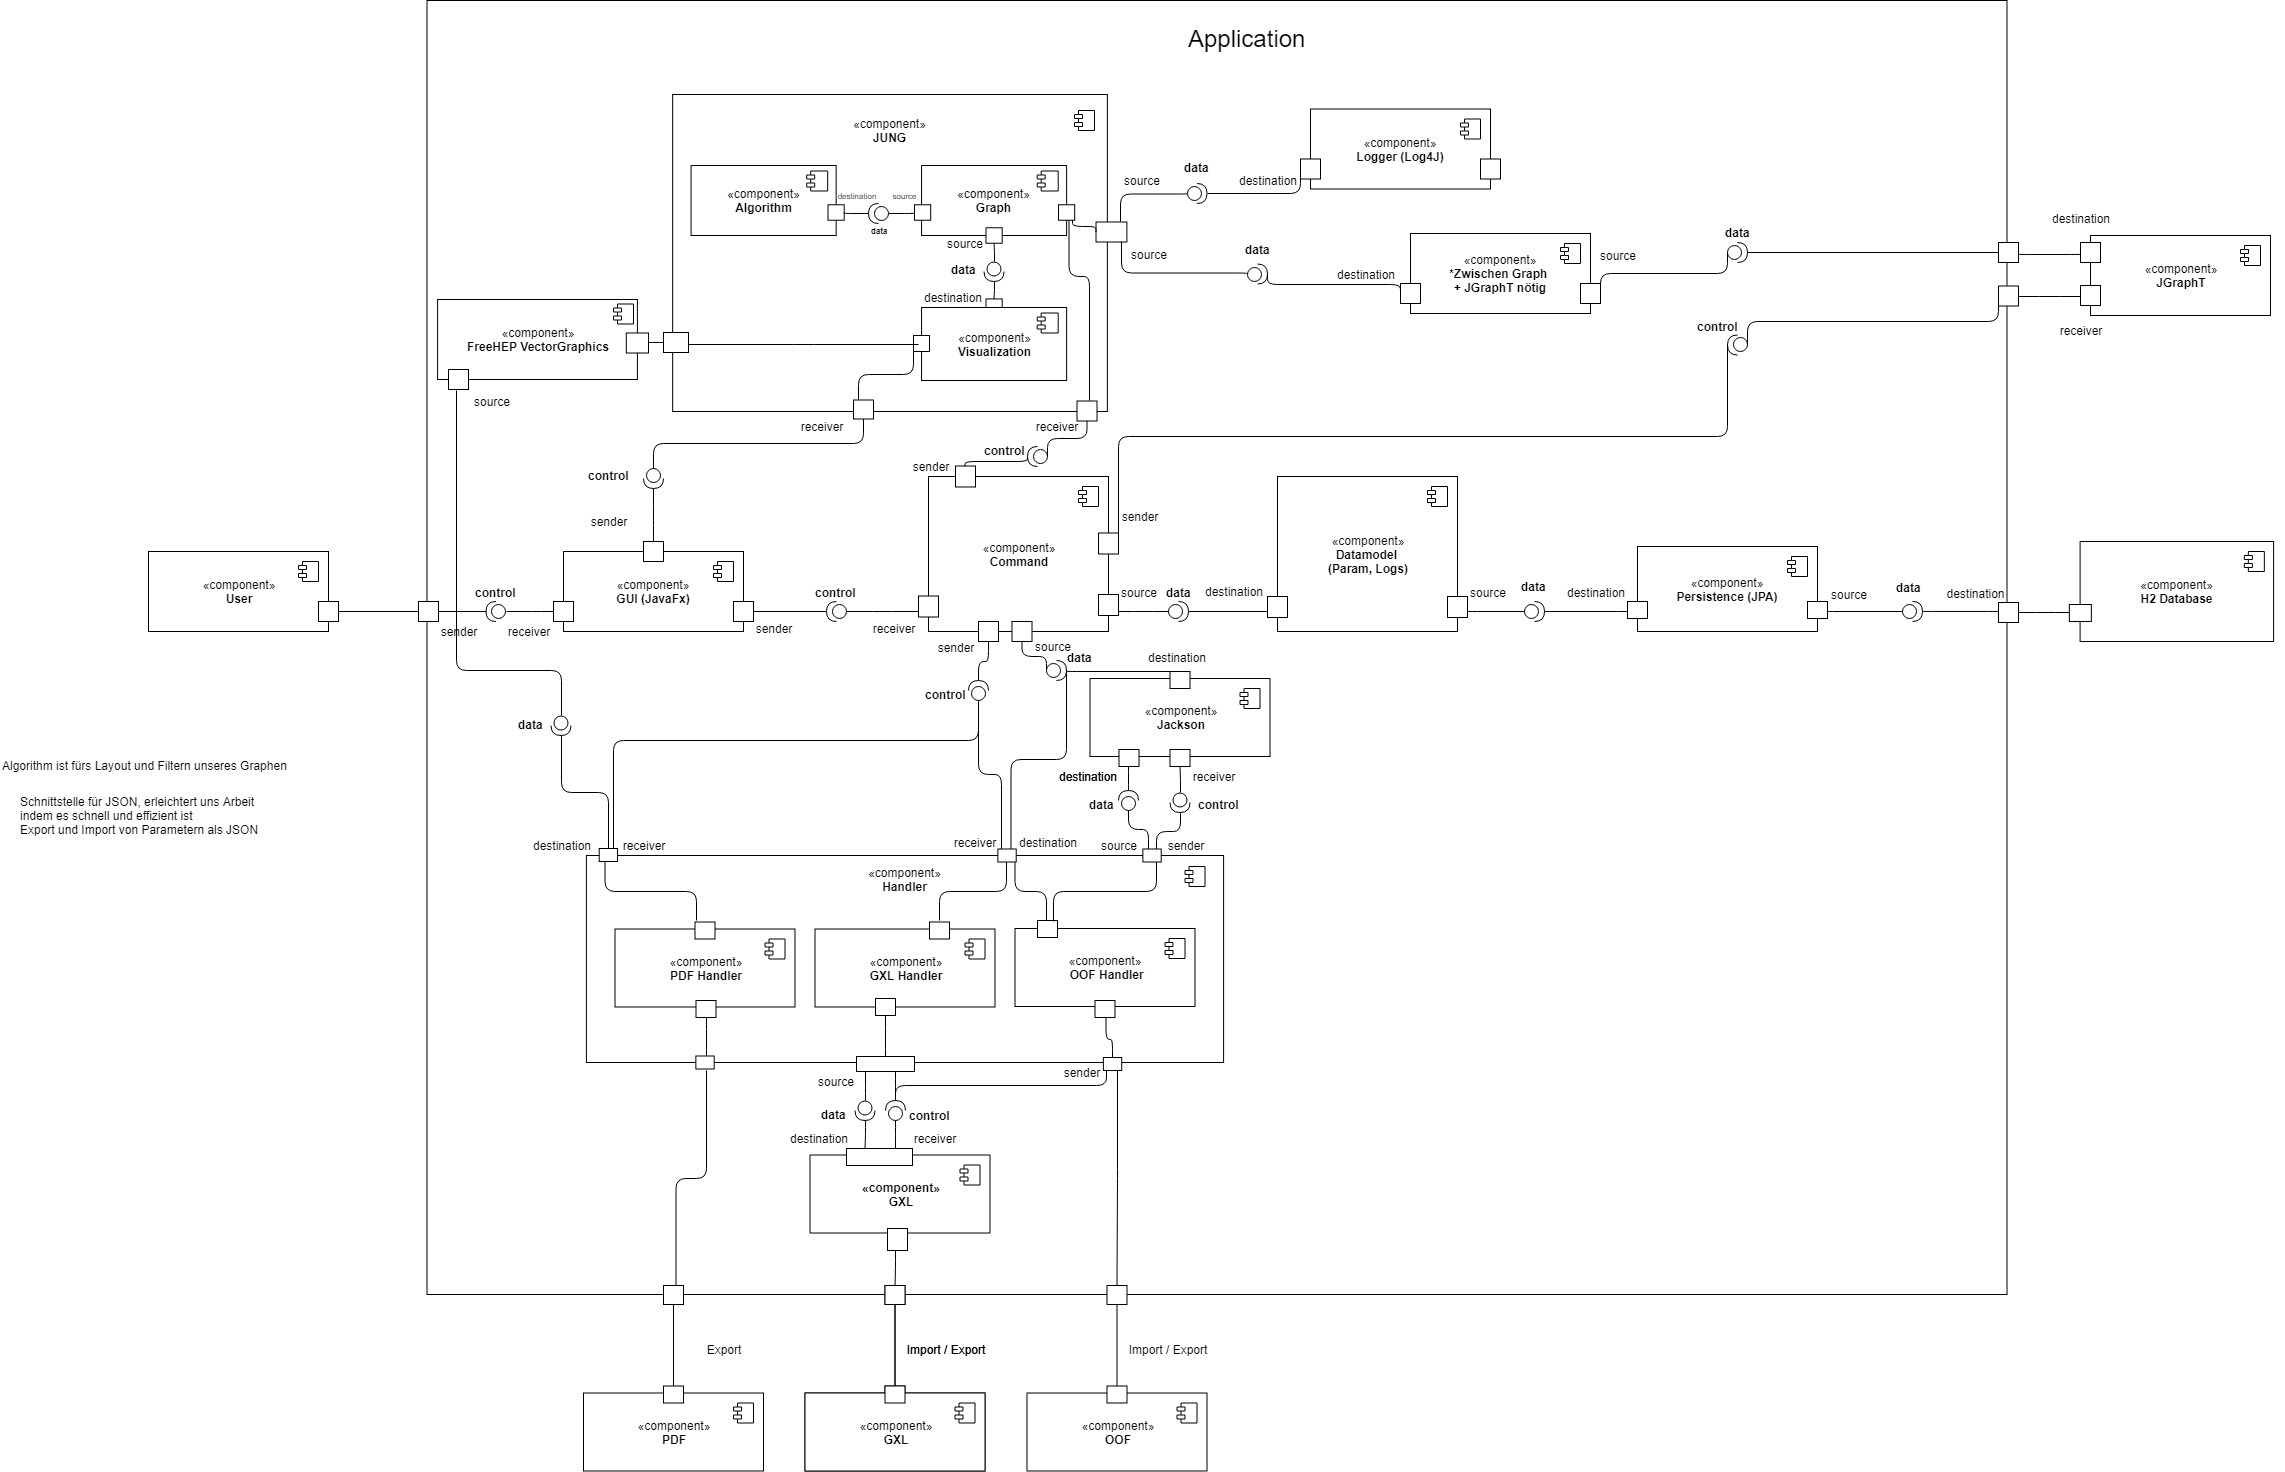 Application
«component»
JUNG
«component»
Algorithm
destination
source
data
«component»
Graph
source
data
destination
«component»
Visualization
source
data
destination
«component»
Logger (Log4J)
source
data
destination
«component»
*Zwischen Graph
+ JGraphT nötig
source
data
destination
«component»
JGraphT
receiver
control
«component»
FreeHEP VectorGraphics
source
receiver
receiver
control
control
sender
sender
sender
«component»
User
control
sender
receiver
«component»
GUI (JavaFx)
control
sender
receiver
«component»
Command
source
data
destination
«component»
Datamodel
(Param, Logs)
source
data
destination
«component»
Persistence (JPA)
source
data
destination
«component»
H2 Database
sender
source
data
destination
control
«component»
Jackson
data
destination
receiver
data
control
Algorithm ist fürs Layout und Filtern unseres Graphen
Schnittstelle für JSON, erleichtert uns Arbeit
indem es schnell und effizient ist
Export und Import von Parametern als JSON
destination
receiver
receiver
destination
source
sender
«component»
Handler
«component»
PDF Handler
«component»
GXL Handler
«component»
OOF Handler
source
sender
data
control
destination
receiver
«component»
GXL
Export
Import / Export
Import / Export
«component»
PDF
«component»
GXL
«component»
OOF